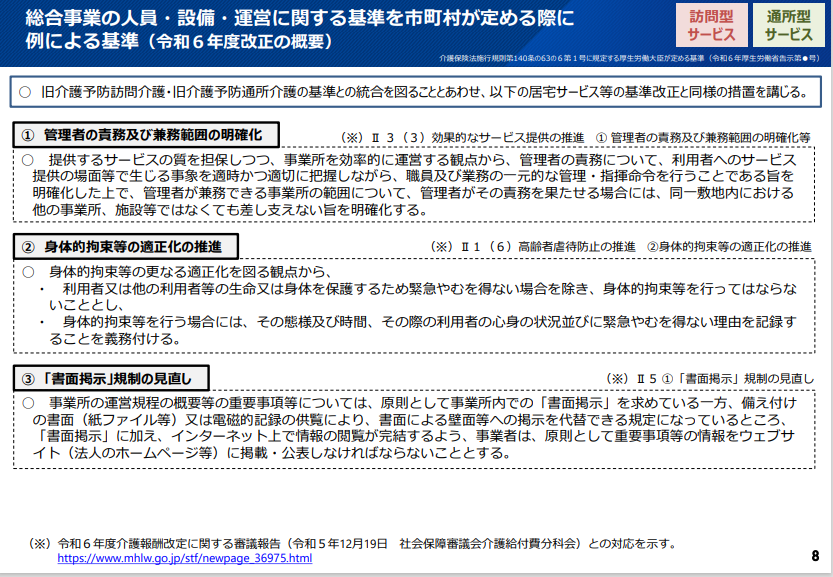 総合事業の人員・設備・運営に関する基準を市町村が定める際に
例による基準（令和６年度改正の概要）
訪問型
サービス
通所型
サービス
介護保険法施行規則第140条の63の６第１号に規定する厚生労働大臣が定める基準（令和６年厚生労働省告示第●号）
○　旧介護予防訪問介護・旧介護予防通所介護の基準との統合を図ることとあわせ、以下の居宅サービス等の基準改正と同様の措置を講じる。
①　管理者の責務及び兼務範囲の明確化
（※）Ⅱ３（３）効果的なサービス提供の推進　①管理者の責務及び兼務範囲の明確化等
○　提供するサービスの質を担保しつつ、事業所を効率的に運営する観点から、管理者の責務について、利用者へのサービス
提供の場面等で生じる事象を適時かつ適切に把握しながら、職員及び業務の一元的な管理・指揮命令を行うことである旨を
明確化した上で、管理者が兼務できる事業所の範囲について、管理者がその責務を果たせる場合には、同一敷地内における
他の事業所、施設等ではなくても差し支えない旨を明確化する。
②　身体的拘束等の適正化の推進
（※）Ⅱ１（６）高齢者虐待防止の推進　②身体的拘束等の適正化の推進
○　身体的拘束等の更なる適正化を図る観点から、
・　利用者又は他の利用者等の生命又は身体を保護するため緊急やむを得ない場合を除き、身体的拘束等を行ってはならな
いこととし、
・　身体的拘束等を行う場合には、その態様及び時間、その際の利用者の心身の状況並びに緊急やむを得ない理由を記録す
ることを義務付ける。
③　「書面掲示」規制の見直し
（※）Ⅱ５①「書面掲示」規制の見直し
○　事業所の運営規程の概要等の重要事項等については、原則として事業所内での「書面掲示」を求めている一方、備え付け
の書面（紙ファイル等）又は電磁的記録の供覧により、書面による壁面等への掲示を代替できる規定になっているところ、
「書面掲示」に加え、インターネット上で情報の閲覧が完結するよう、事業者は、原則として重要事項等の情報をウェブサ
イト（法人のホームページ等）に掲載・公表しなければならないこととする。
（※）令和６年度介護報酬改定に関する審議報告（令和５年12月19日　社会保障審議会介護給付費分科会）との対応を示す。
https://www.mhlw.go.jp/stf/newpage_36975.html
8